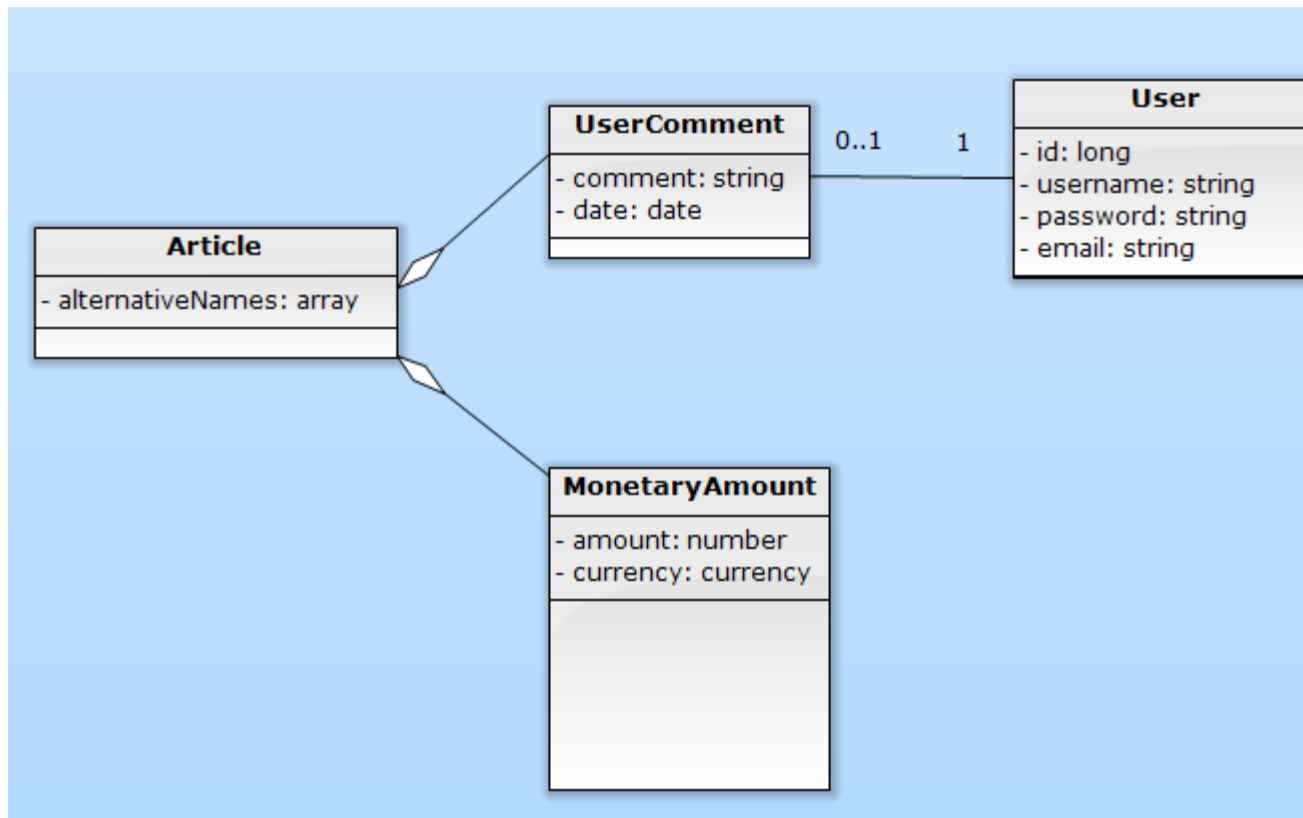 Article
- alternativeNames: array
UserComment
- comment: string
- date: date
0..1
1
User
- id: long
- username: string
- password: string
- email: string
MonetaryAmount
- amount: number
- currency: currency